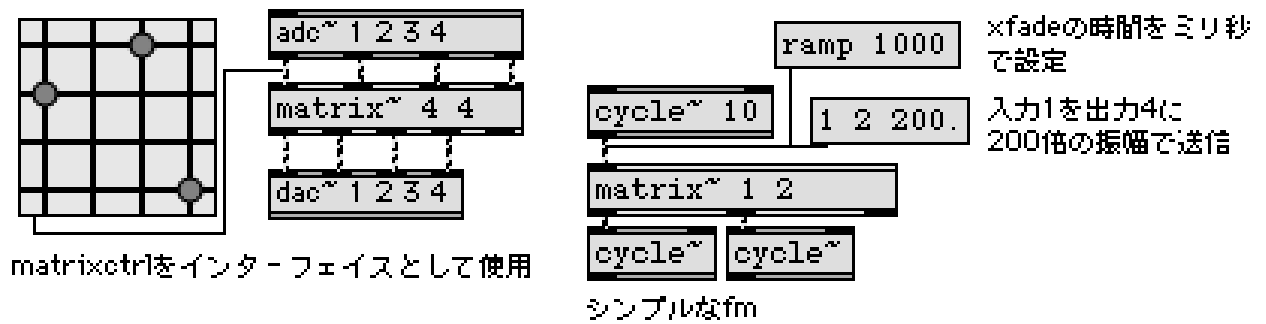 adc~ 1 2 3 4
matrix~ 4 4
dac~ 1 2 3 4
matrixctrlをインターフェイスとして使用
ramp 1000
xfadeの時間をミリ秒
で設定
cycle~ 10
1 2 200.
入力1を出力4に
200倍の振幅で送信
matrix~ 1 2
cycle~
cycle~
シンプルなfm